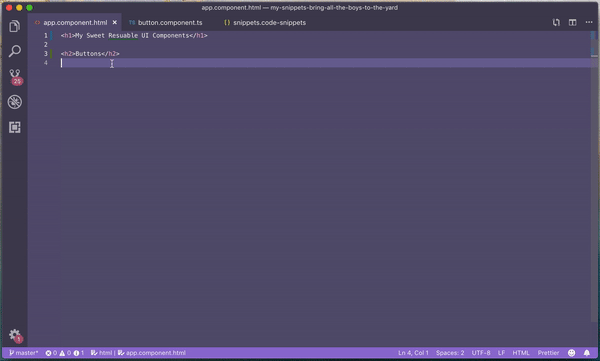 app.component.html — my-snippets-bring-all-the-boys-to-the-yard
app.component.html
button.component.ts
{} snippets.code-snippets
1 <h1>My Sweet Resuable UI Components</h1>
2
3 <h2>Buttons</h2>
4
25
1
master* 0 0 1 html | app.component.html Ln 4, Col 1 Spaces: 2 UTF-8 LF HTML Prettier